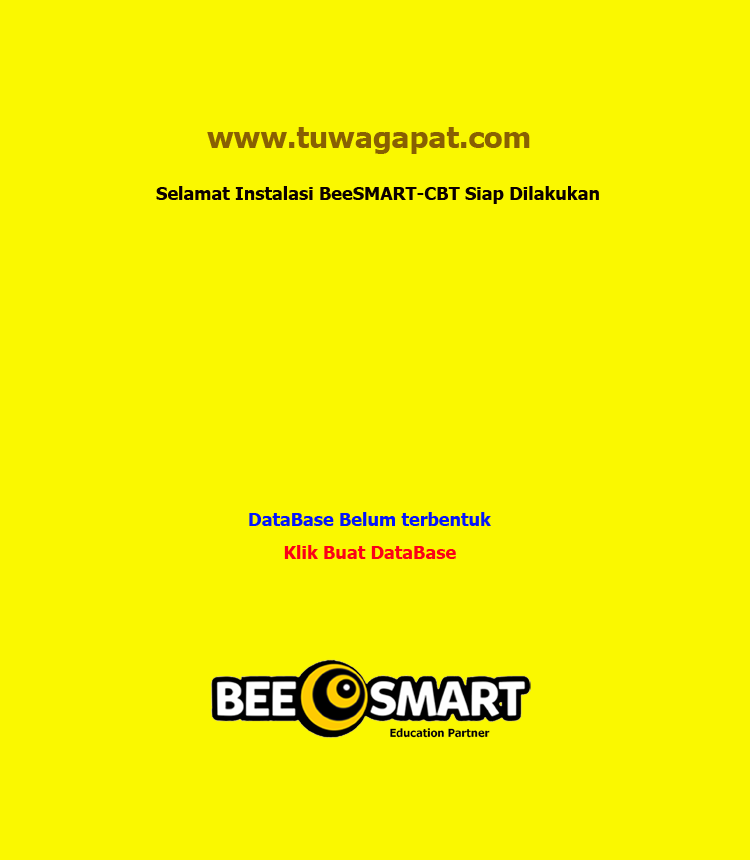 www.tuwagapat.com
Selamat Instalasi BeeSMART-CBT Siap Dilakukan
DataBase Belum terbentuk
Klik Buat DataBase
BEE SMART
Education Partner